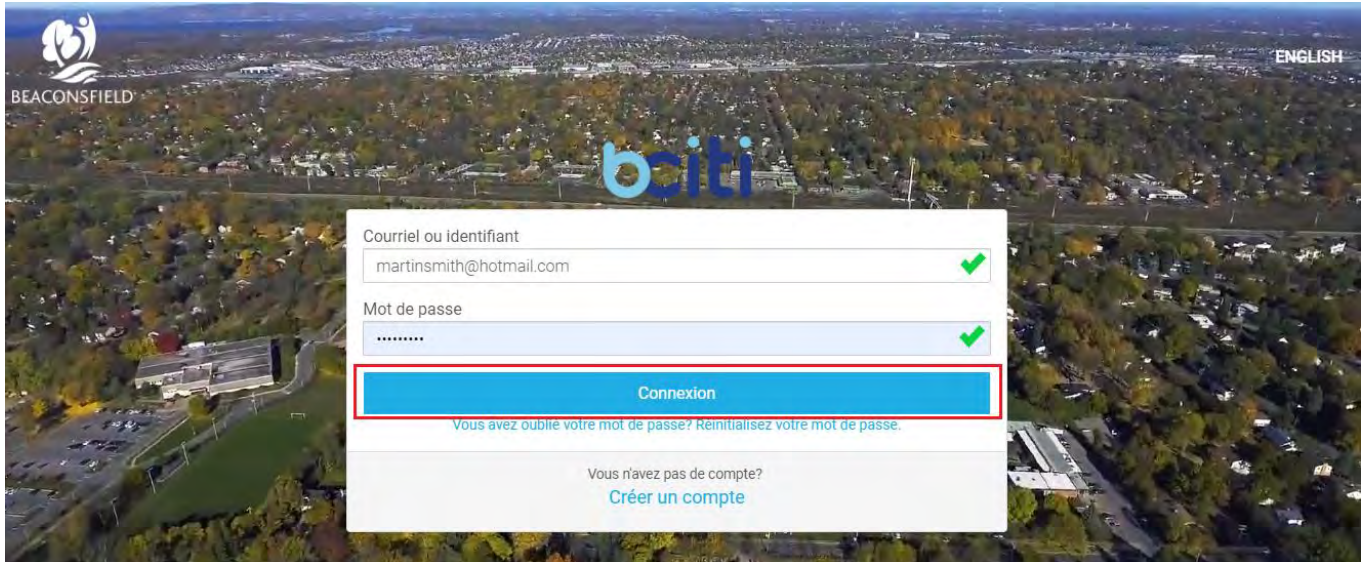 BEACONSFIELD
ENGLISH
bciti
Courriel ou identifiant
martinsmith@hotmail.com
Mot de passe
•••••••••
Connexion
Vous avez oublié votre mot de passe? Réinitialisez votre mot de passe.
Vous n'avez pas de compte?
Créer un compte